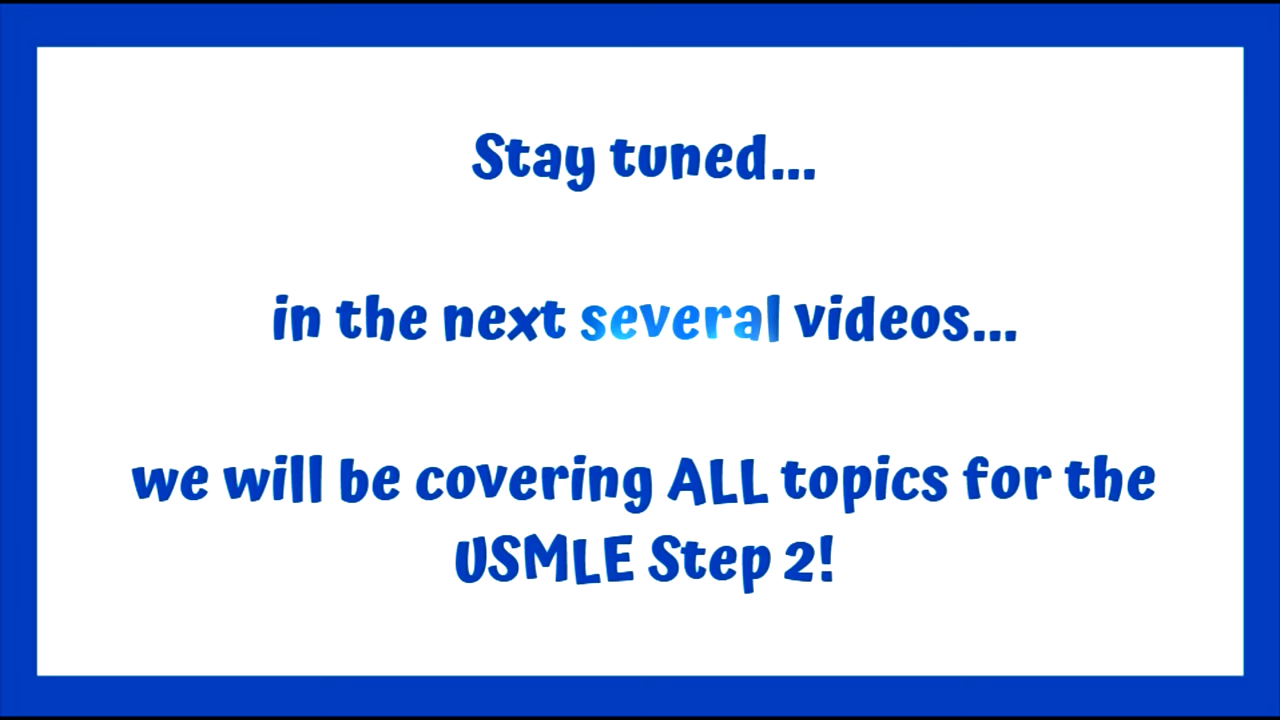 Stay tuned...
in the next several videos...
we will be covering ALL topics for the
USMLE Step 2!